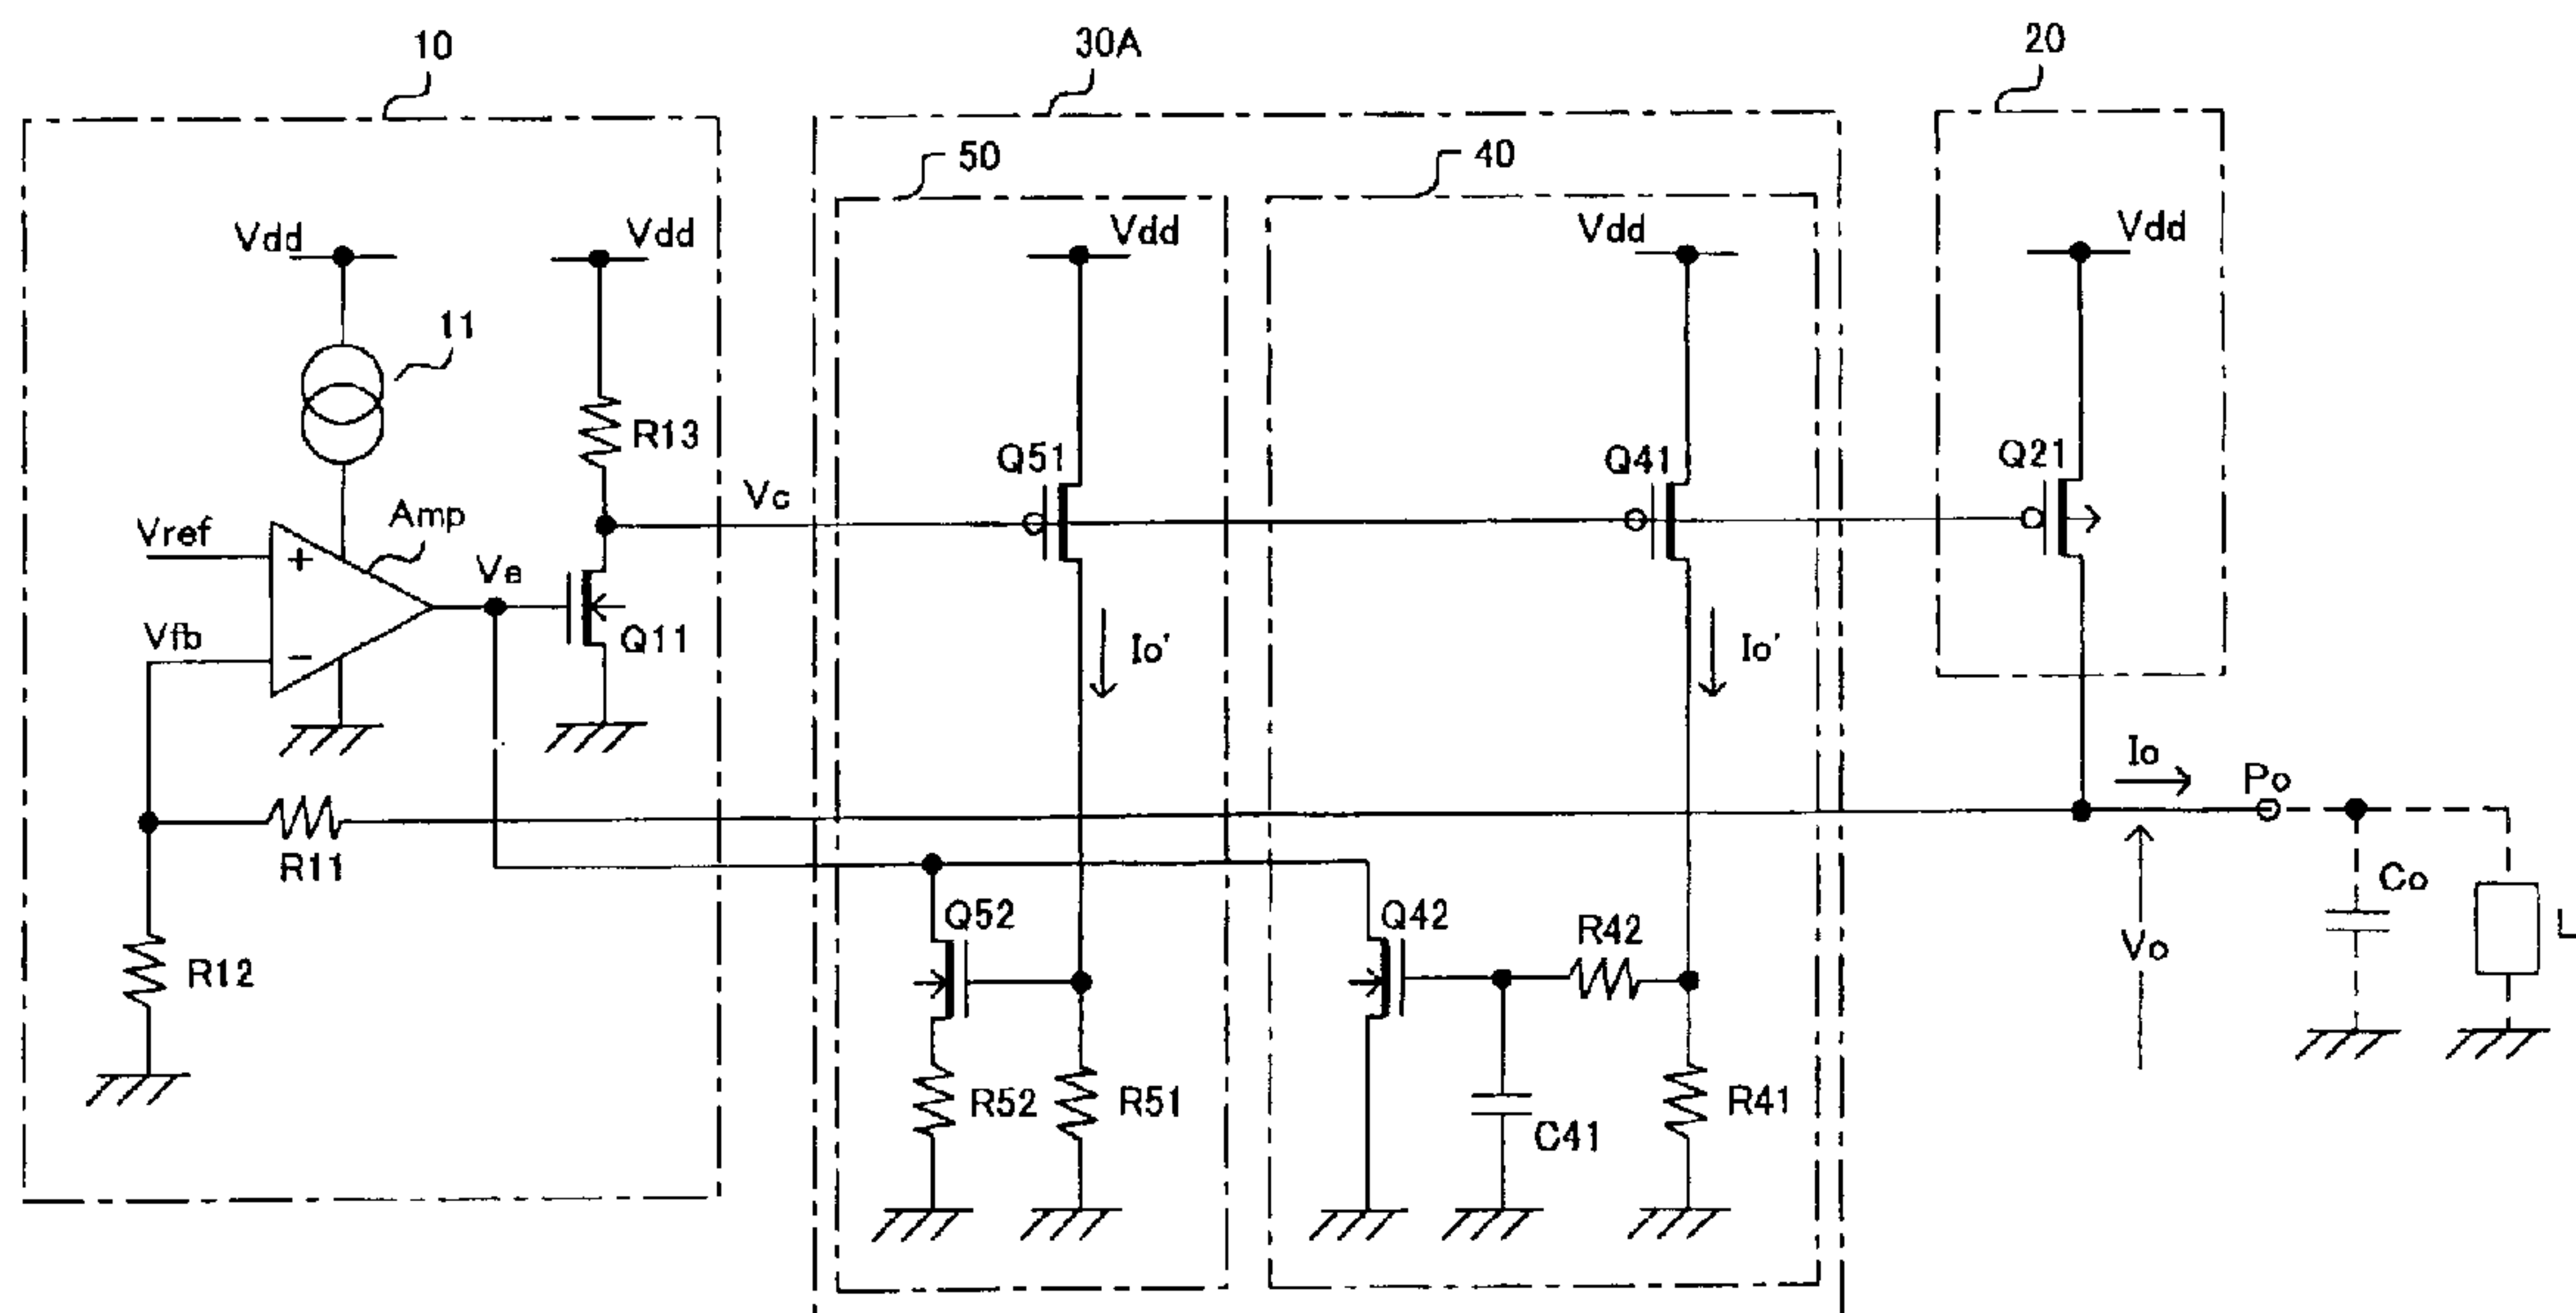 10
30A
20
50
40
Vdd
Vdd
Vdd
Vdd
Vdd
11
R13
Q51
Q41
Q21
Vc
Amp
Vref
+
Va
Vfb
−
Q11
Io'
Io'
Io
Po
R11
Q52
Q42
R42
Co
L
Vo
R12
R52
R51
C41
R41